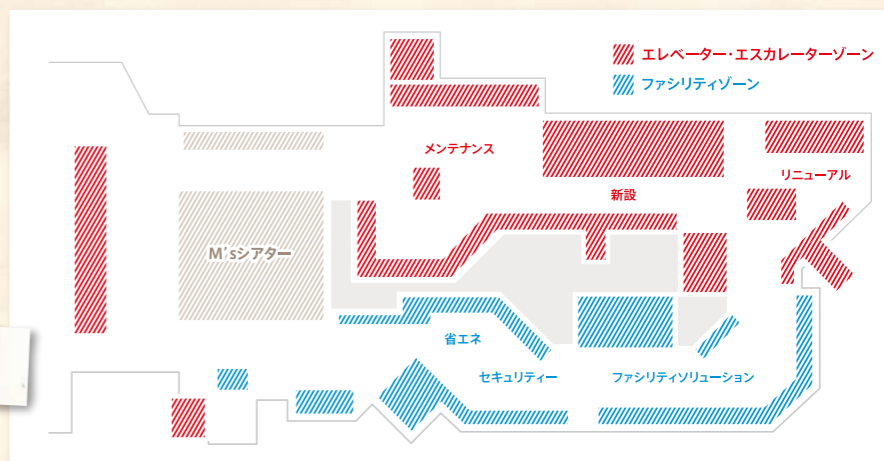 エレベーター・エスカレーターゾーン
ファシリティゾーン
メンテナンス
リニューアル
新設
M'sシアター
省エネ
セキュリティー
ファシリティソリューション